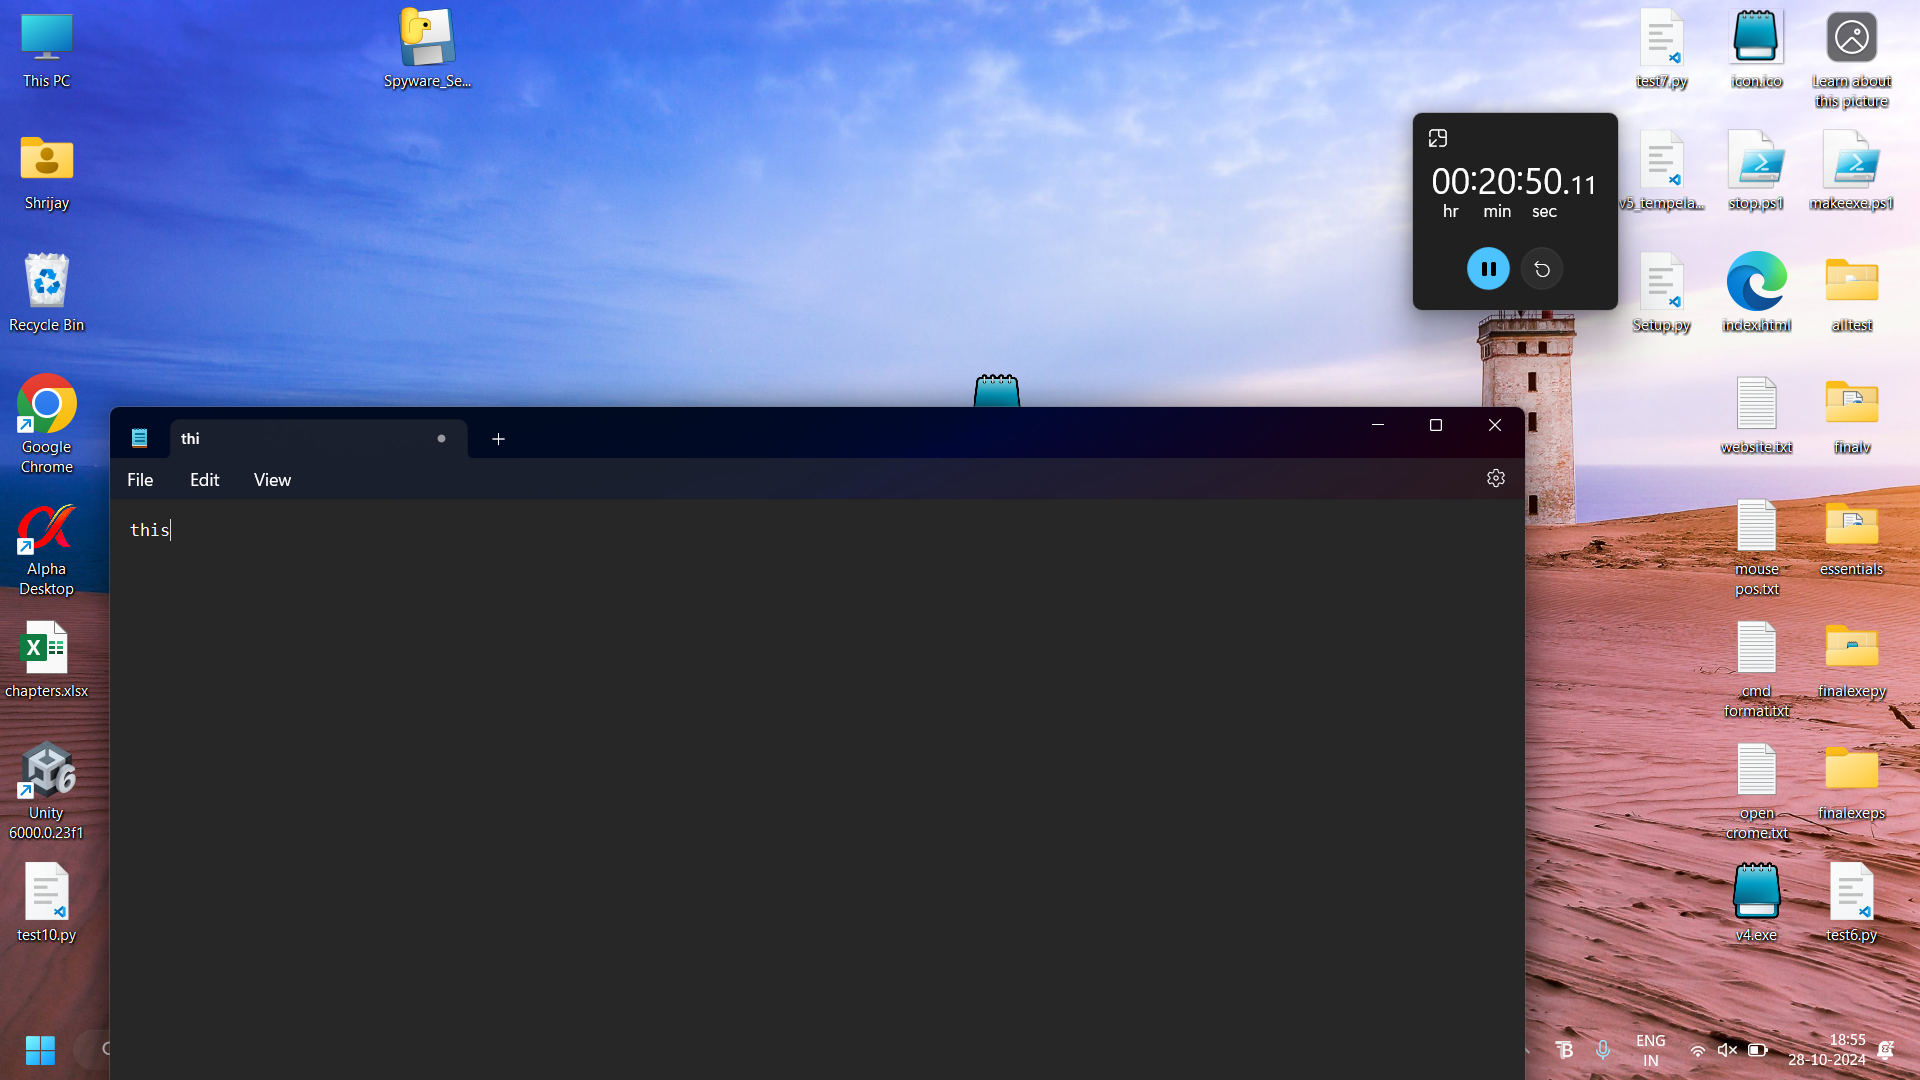 This PC
Shrijay
Recycle Bin
Google
Chrome
Alpha
Desktop
chapters.xlsx
Unity
6000.0.23f1
test10.py
Spyware_Se...
00:20:50.11
hr min sec
thi
File Edit View
this
test7.py
icon.ico
Learn about
this picture
v5_tempela...
stop.ps1
makeexe.ps1
Setup.py
index.html
alltest
website.txt
finalv
mouse
pos.txt
essentials
cmd
format.txt
finalexepy
open
crome.txt
finalexeps
v4.exe
test6.py
ENG
IN
18:55
28-10-2024